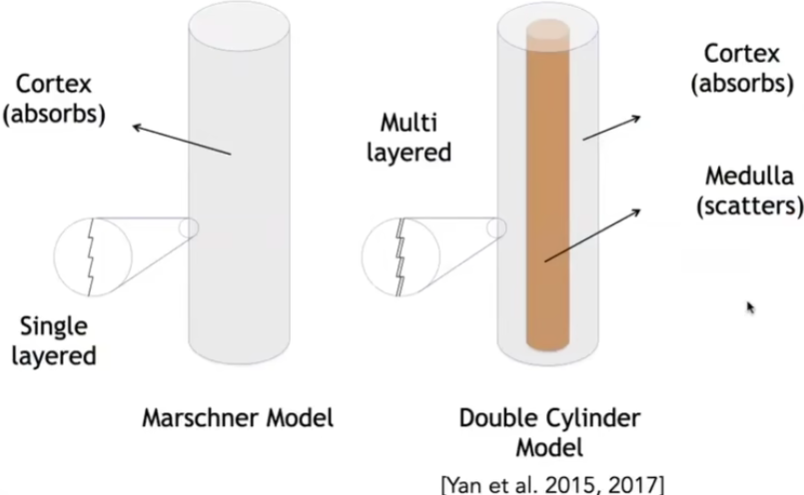 Cortex
(absorbs)
Single
layered
Marschner Model
Multi
layered
Cortex
(absorbs)
Medulla
(scatters)
Double Cylinder
Model
[Yan et al. 2015, 2017]